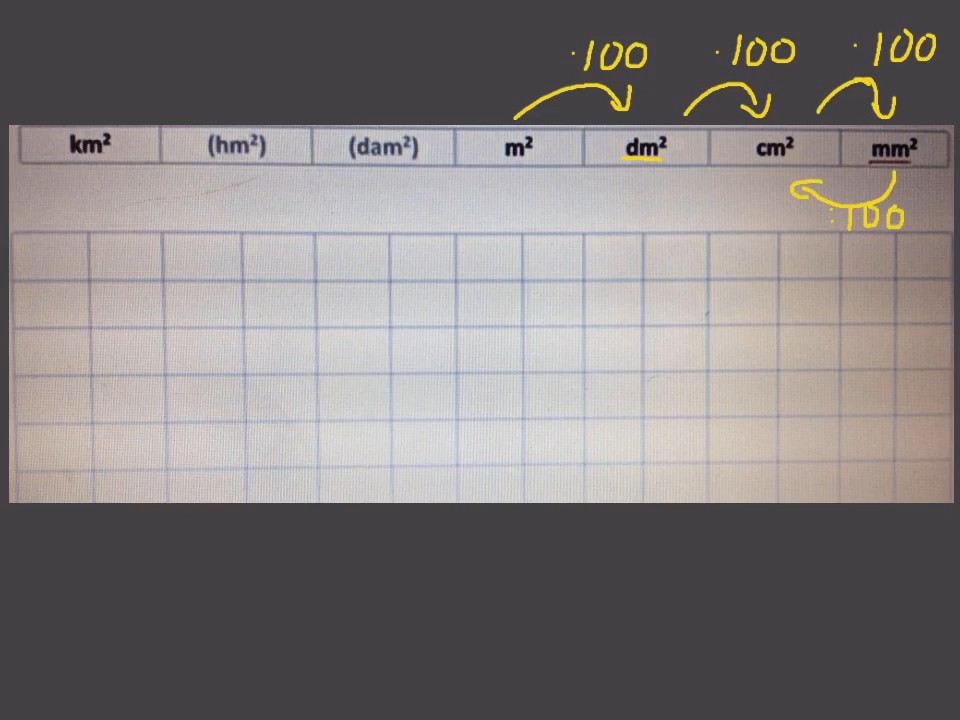 ·100 ·100 ·100
km² (hm²) (dam²) m² dm² cm² mm²
:100